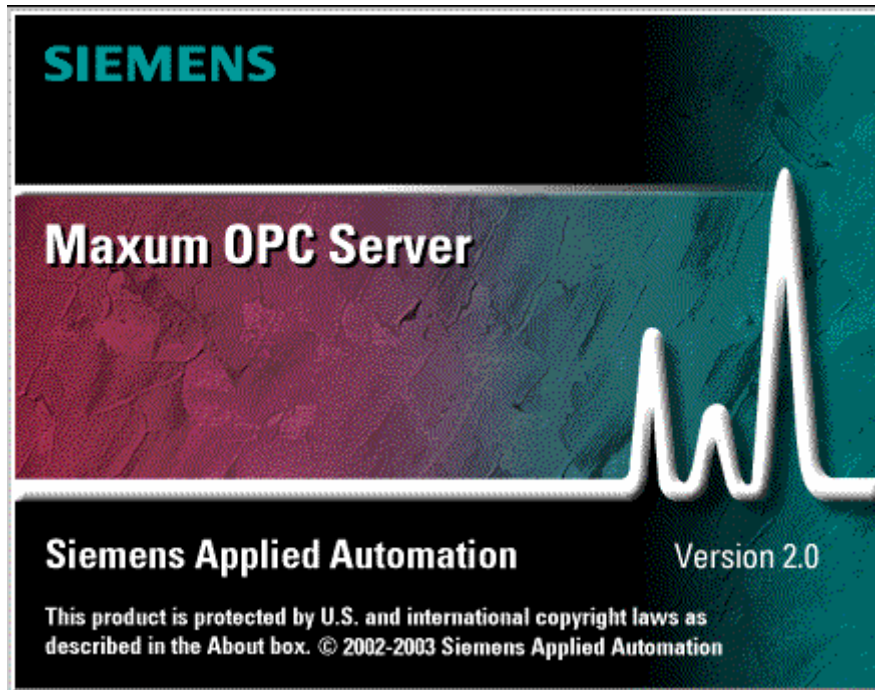 SIEMENS
Maxum OPC Server
Siemens Applied Automation
Version 2.0
This product is protected by U.S. and international copyright laws as
described in the About box. © 2002-2003 Siemens Applied Automation